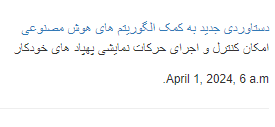 دستاوردی جدید به کمک الگوریتم های هوش مصنوعی
امکان کنترل و اجرای حرکات نمایشی پهپاد های خودکار
April 1, 2024, 6 a.m.